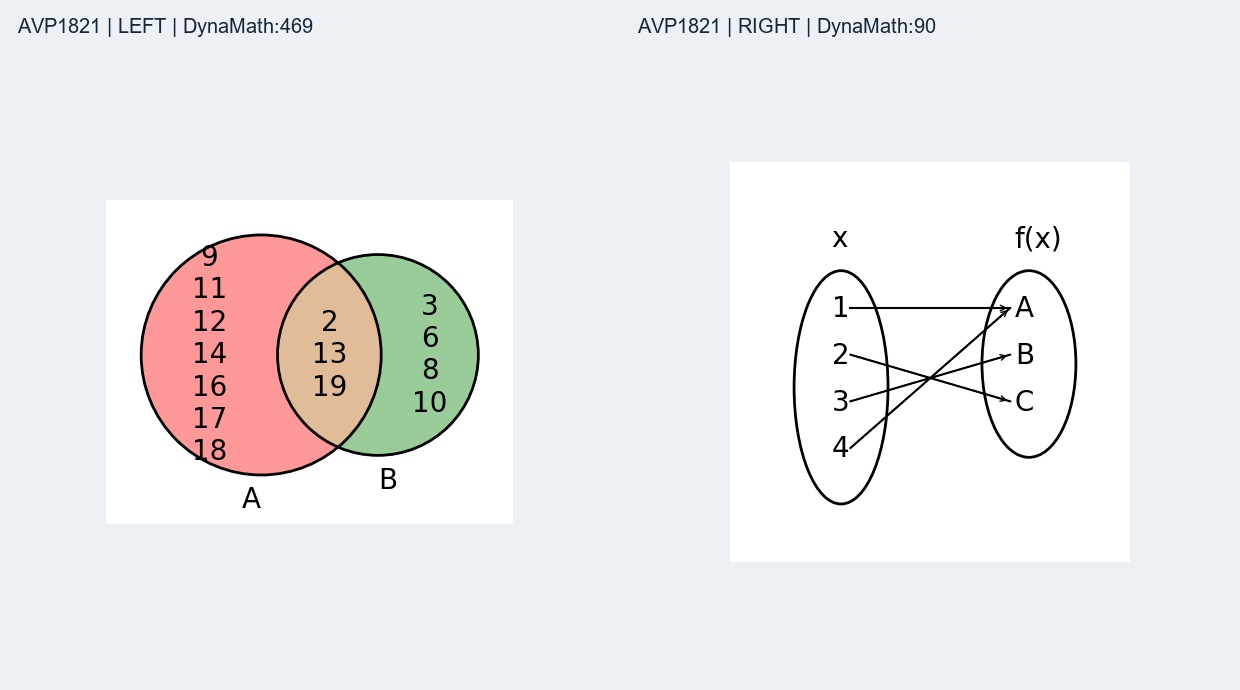 AVP1821 | LEFT | DynaMath:469
9
11
12
14
16
17
18
2
13
19
3
6
8
10
A
B
AVP1821 | RIGHT | DynaMath:90
x
f(x)
1
A
2
B
3
C
4